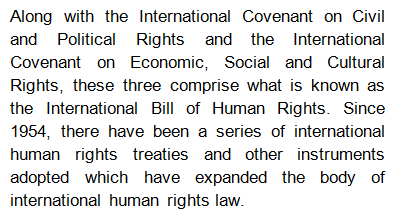 Along with the International Covenant on Civil
and Political Rights and the International
Covenant on Economic, Social and Cultural
Rights, these three comprise what is known as
the International Bill of Human Rights. Since
1954, there have been a series of international
human rights treaties and other instruments
adopted which have expanded the body of
international human rights law.